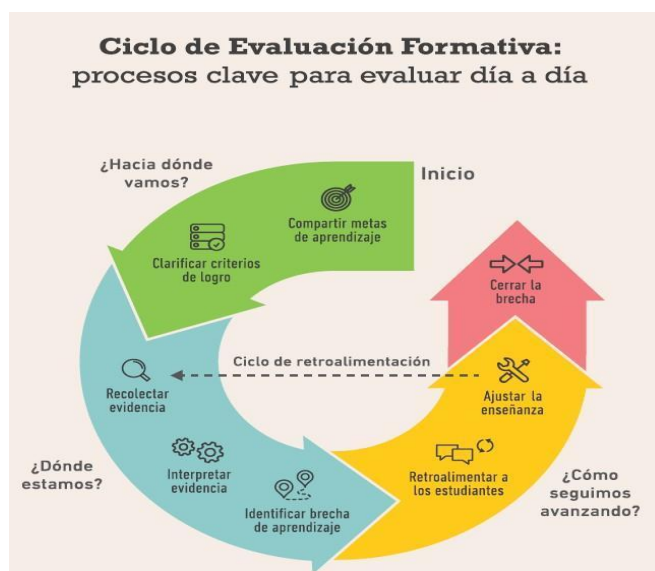 Ciclo de Evaluación Formativa:
procesos clave para evaluar día a día
¿Hacia dónde
vamos?
Inicio
Compartir metas
de aprendizaje
Clarificar criterios
de logro
Cerrar la
brecha
Ciclo de retroalimentación
Recolectar
evidencia
Ajustar la
enseñanza
¿Dónde
estamos?
Interpretar
evidencia
Identificar brecha
de aprendizaje
Retroalimentar a
los estudiantes
¿Cómo
seguimos
avanzando?